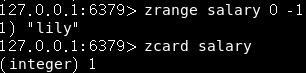 127.0.0.1:6379> zrange salary 0 -1
1) "lily"
127.0.0.1:6379> zcard salary
(integer) 1